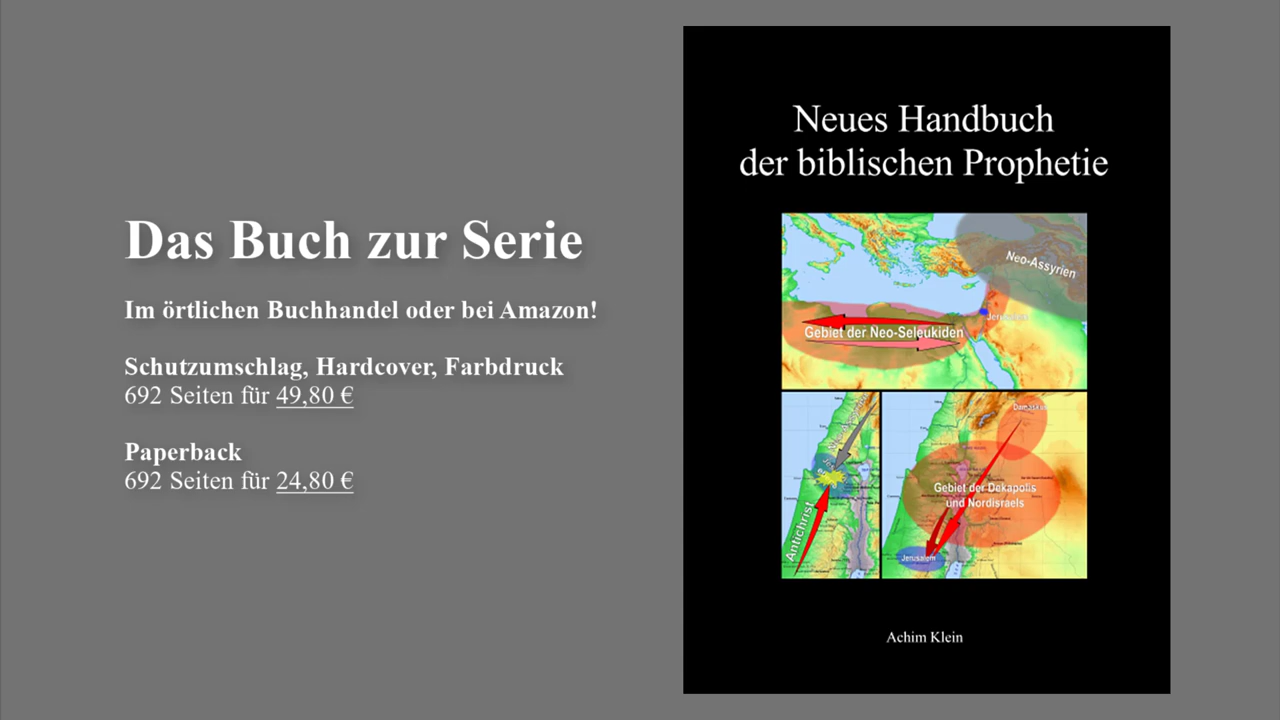 Das Buch zur Serie
Im örtlichen Buchhandel oder bei Amazon!
Schutzumschlag, Hardcover, Farbdruck
692 Seiten für 49,80 €
Paperback
692 Seiten für 24,80 €
Neues Handbuch
der biblischen Prophetie
Neo-Assyrien
Jerusalem
Gebiet der Neo-Seleukiden
Antichrist
Damaskus
Gebiet der Dekapolis
und Nordisraels
Jerusalem
Achim Klein